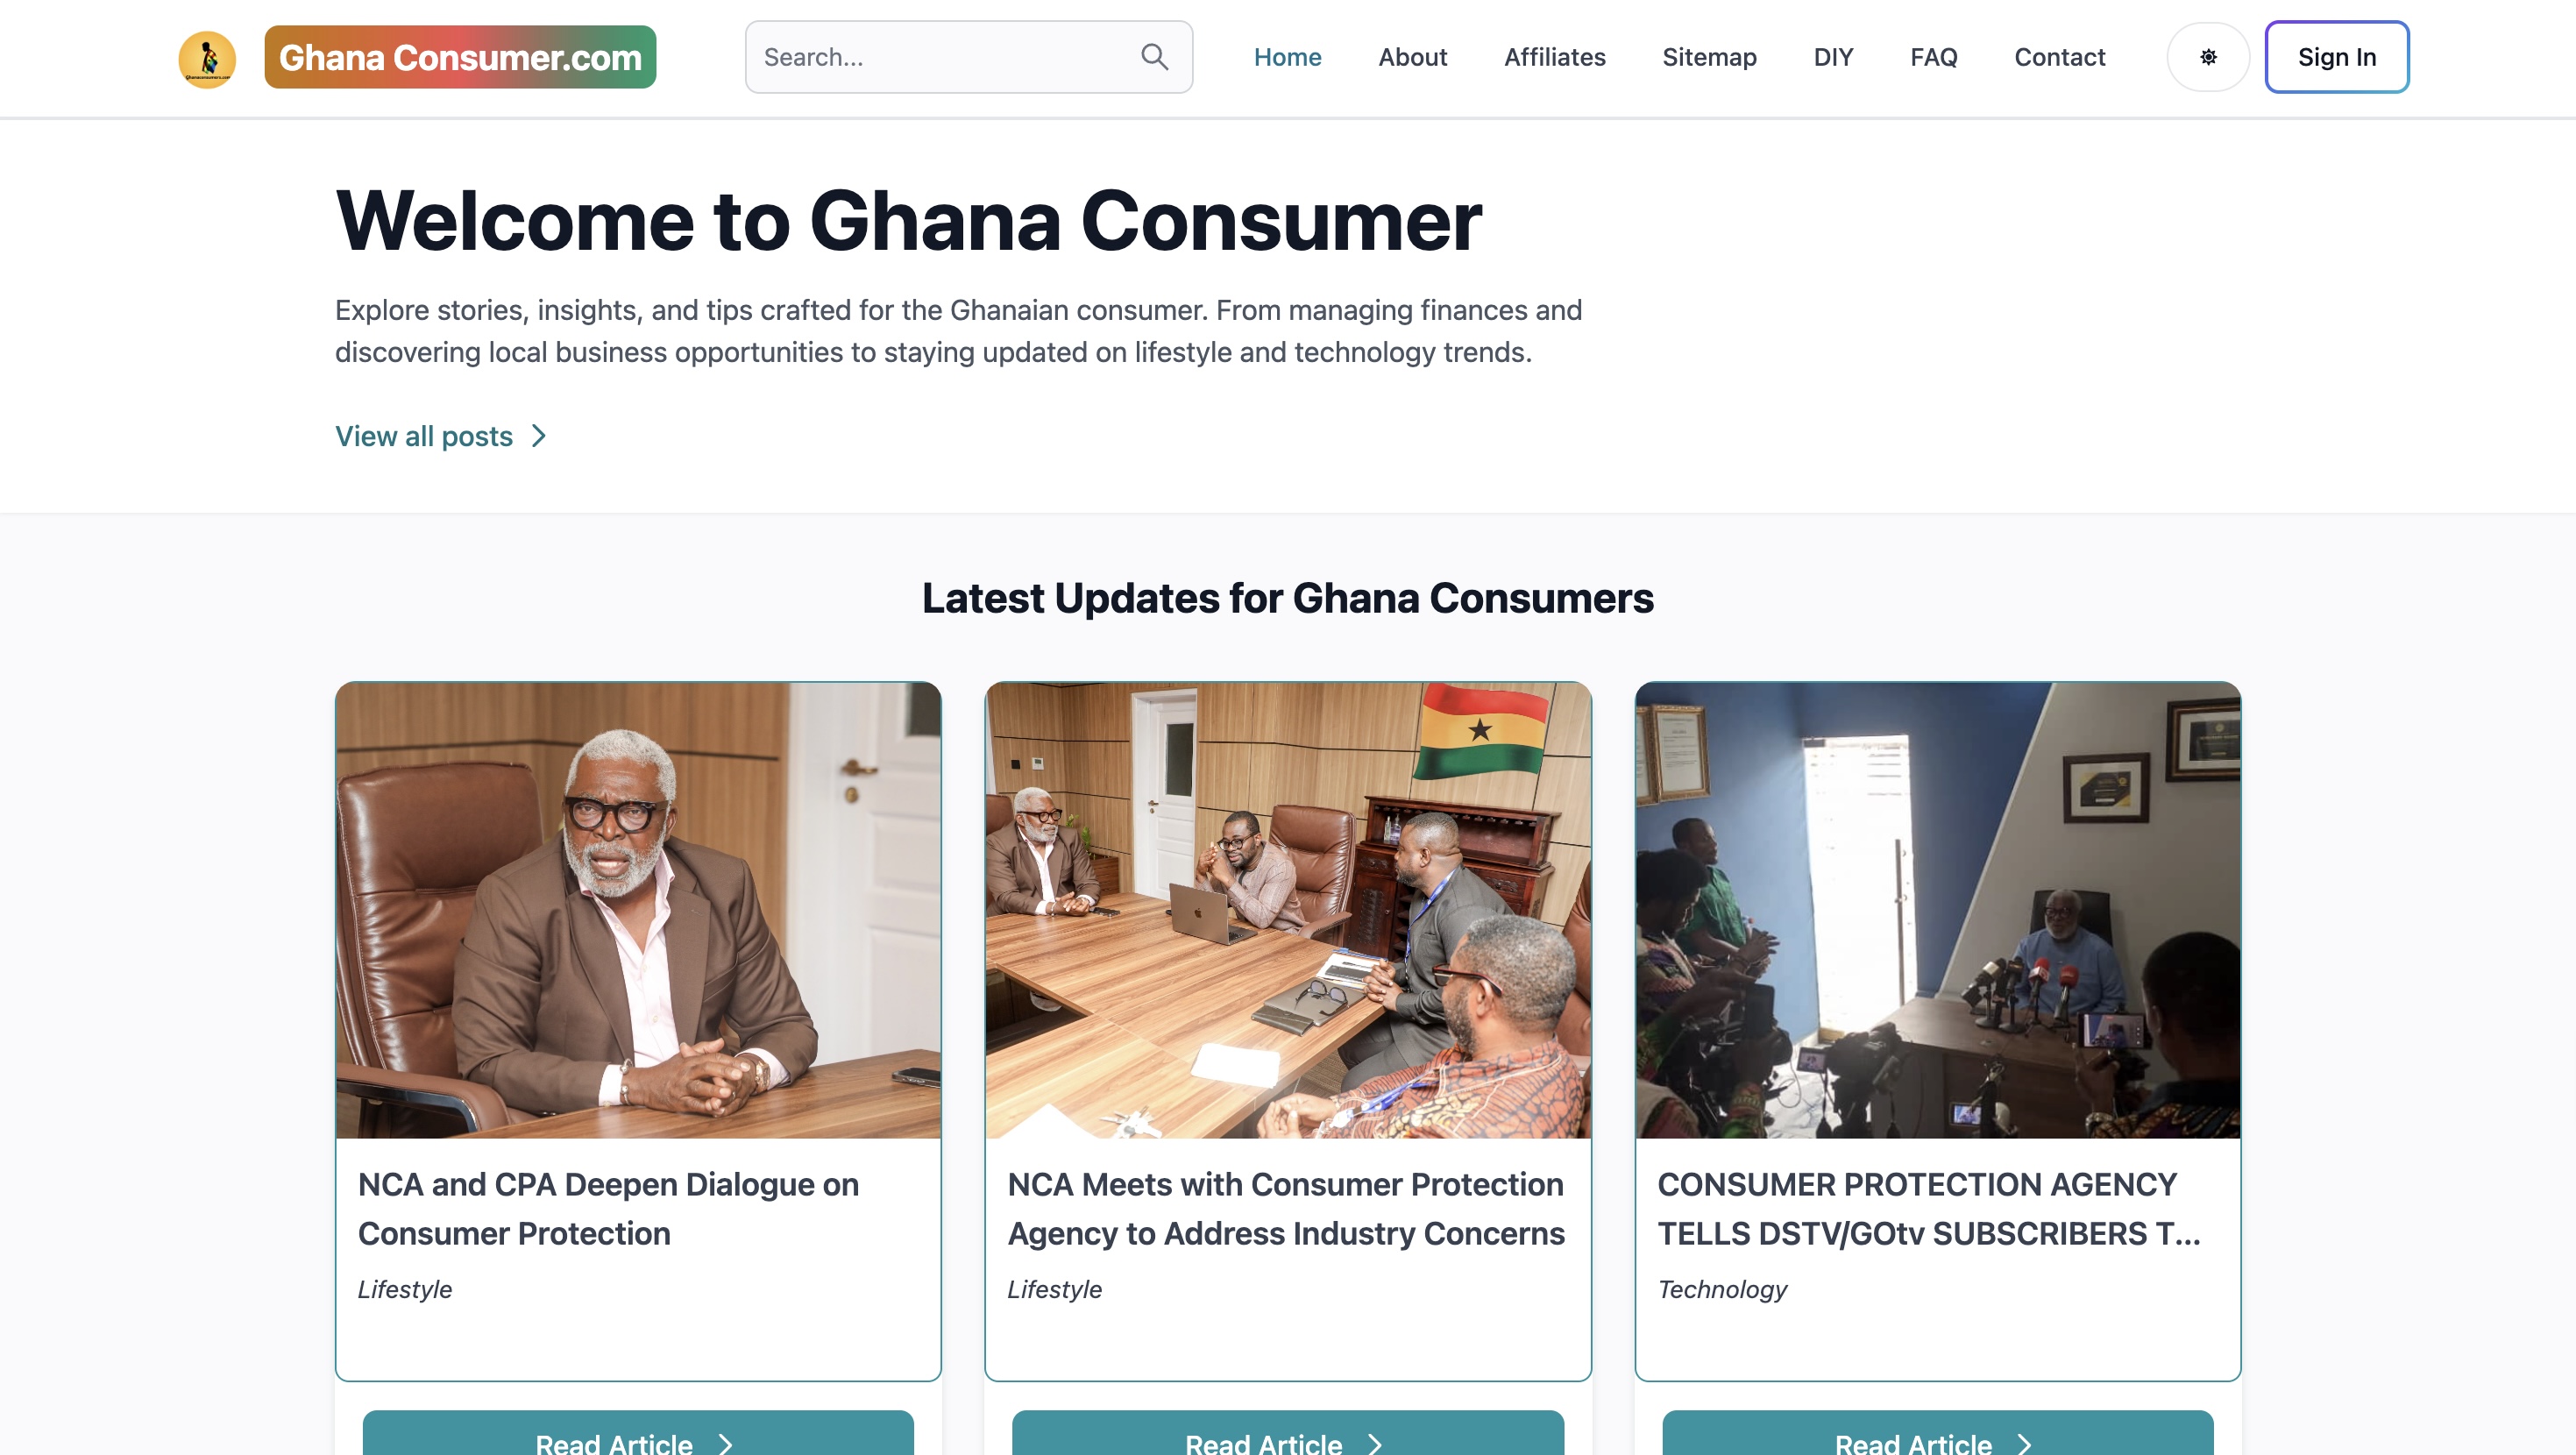 Ghana Consumer.com
Search...
Home
About
Affiliates
Sitemap
DIY
FAQ
Contact
Sign In
Welcome to Ghana Consumer
Explore stories, insights, and tips crafted for the Ghanaian consumer. From managing finances and
discovering local business opportunities to staying updated on lifestyle and technology trends.
View all posts
Latest Updates for Ghana Consumers
NCA and CPA Deepen Dialogue on
Consumer Protection
Lifestyle
Read Article
NCA Meets with Consumer Protection
Agency to Address Industry Concerns
Lifestyle
Read Article
CONSUMER PROTECTION AGENCY
TELLS DSTV/GOtv SUBSCRIBERS T...
Technology
Read Article